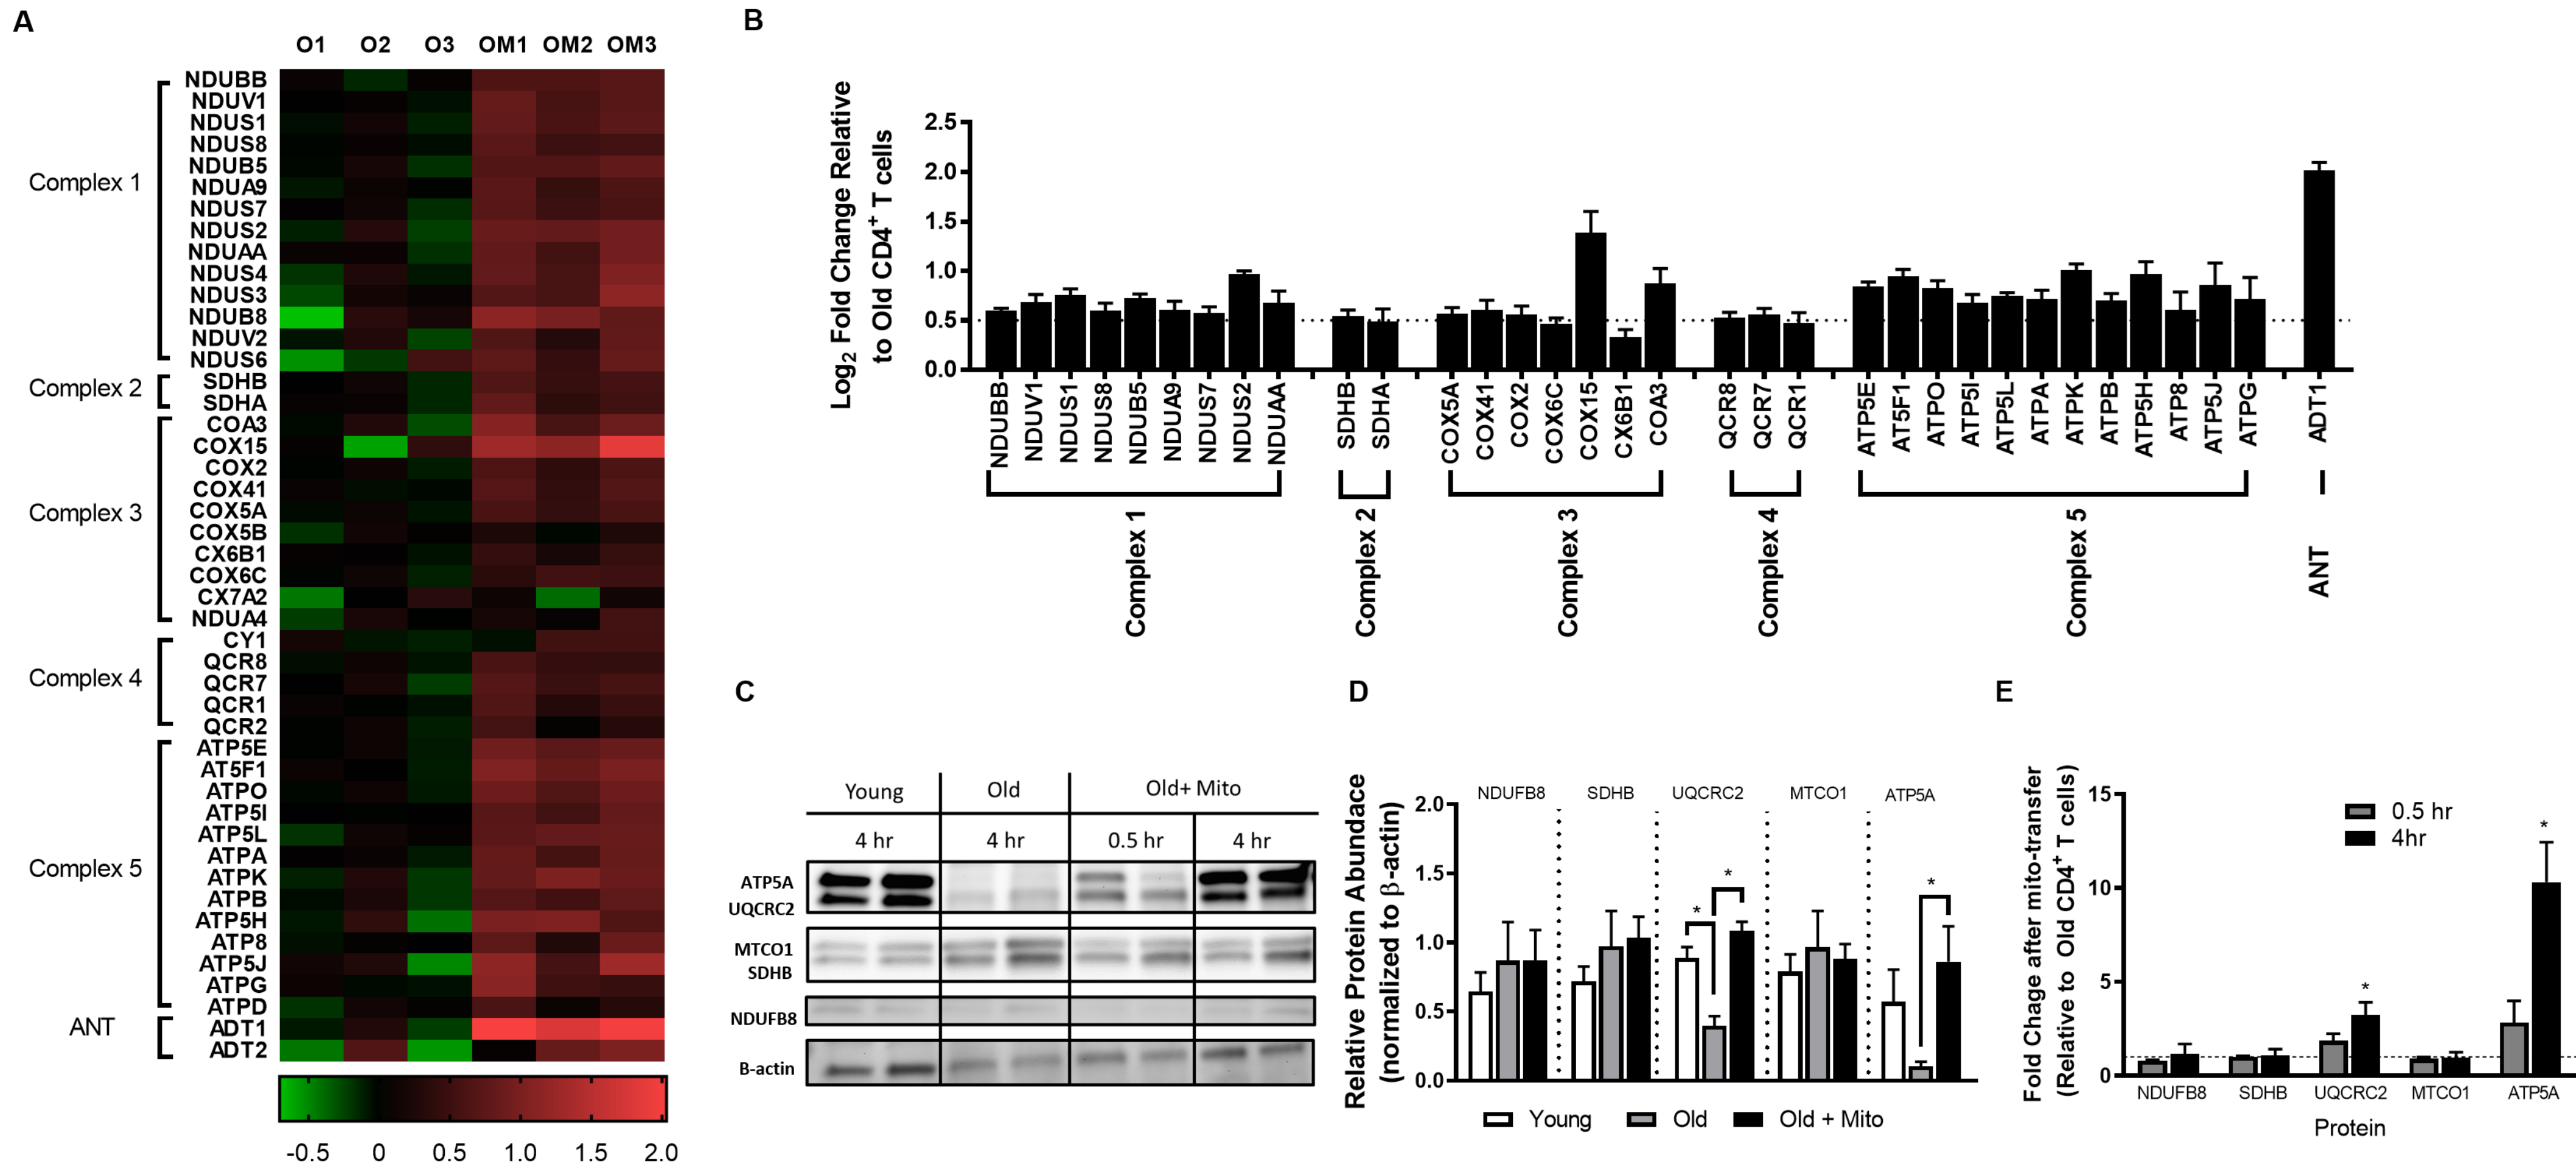 A
O1 O2 O3 OM1 OM2 OM3
NDUBB
NDUV1
NDUS1
NDUS8
NDUB5
NDUA9
NDUS7
NDUS2
NDUAA
NDUS4
NDUS3
NDUB8
NDUV2
NDUS6
SDHB
SDHA
COA3
COX15
COX2
COX41
COX5A
COX5B
CX6B1
COX6C
CX7A2
NDUA4
CY1
QCR8
QCR7
QCR1
QCR2
ATP5E
AT5F1
ATPO
ATP5I
ATP5L
ATPA
ATPK
ATPB
ATP5H
ATP8
ATP5J
ATPG
ATPD
ADT1
ADT2
Complex 1
Complex 2
Complex 3
Complex 4
Complex 5
ANT
-0.5 0 0.5 1.0 1.5 2.0
B
Log2 Fold Change Relative
to Old CD4+ T cells
2.5
2.0
1.5
1.0
0.5
0.0
NDUBB NDUV1 NDUS1 NDUS8 NDUB5 NDUA9 NDUS7 NDUS2 NDUAA SDHB SDHA COX5A COX41 COX2 COX6C COX15 CX6B1 COA3 QCR8 QCR7 QCR1 ATP5E AT5F1 ATPO ATP5I ATP5L ATPA ATPK ATPB ATP5H ATP8 ATP5J ATPG ADT1
Complex 1 Complex 2 Complex 3 Complex 4 Complex 5 ANT
C
Young Old Old+ Mito
4 hr 4 hr 0.5 hr 4 hr
ATP5A
UQCRC2
MTCO1
SDHB
NDUFB8
B-actin
D
Relative Protein Abundace
(normalized to β-actin)
2.0
1.5
1.0
0.5
0.0
NDUFB8 SDHB UQCRC2 MTCO1 ATP5A
* * *
Young Old Old + Mito
E
Fold Chage after mito-transfer
(Relative to Old CD4+ T cells)
15
10
5
0
0.5 hr
4hr
* *
NDUFB8 SDHB UQCRC2 MTCO1 ATP5A
Protein